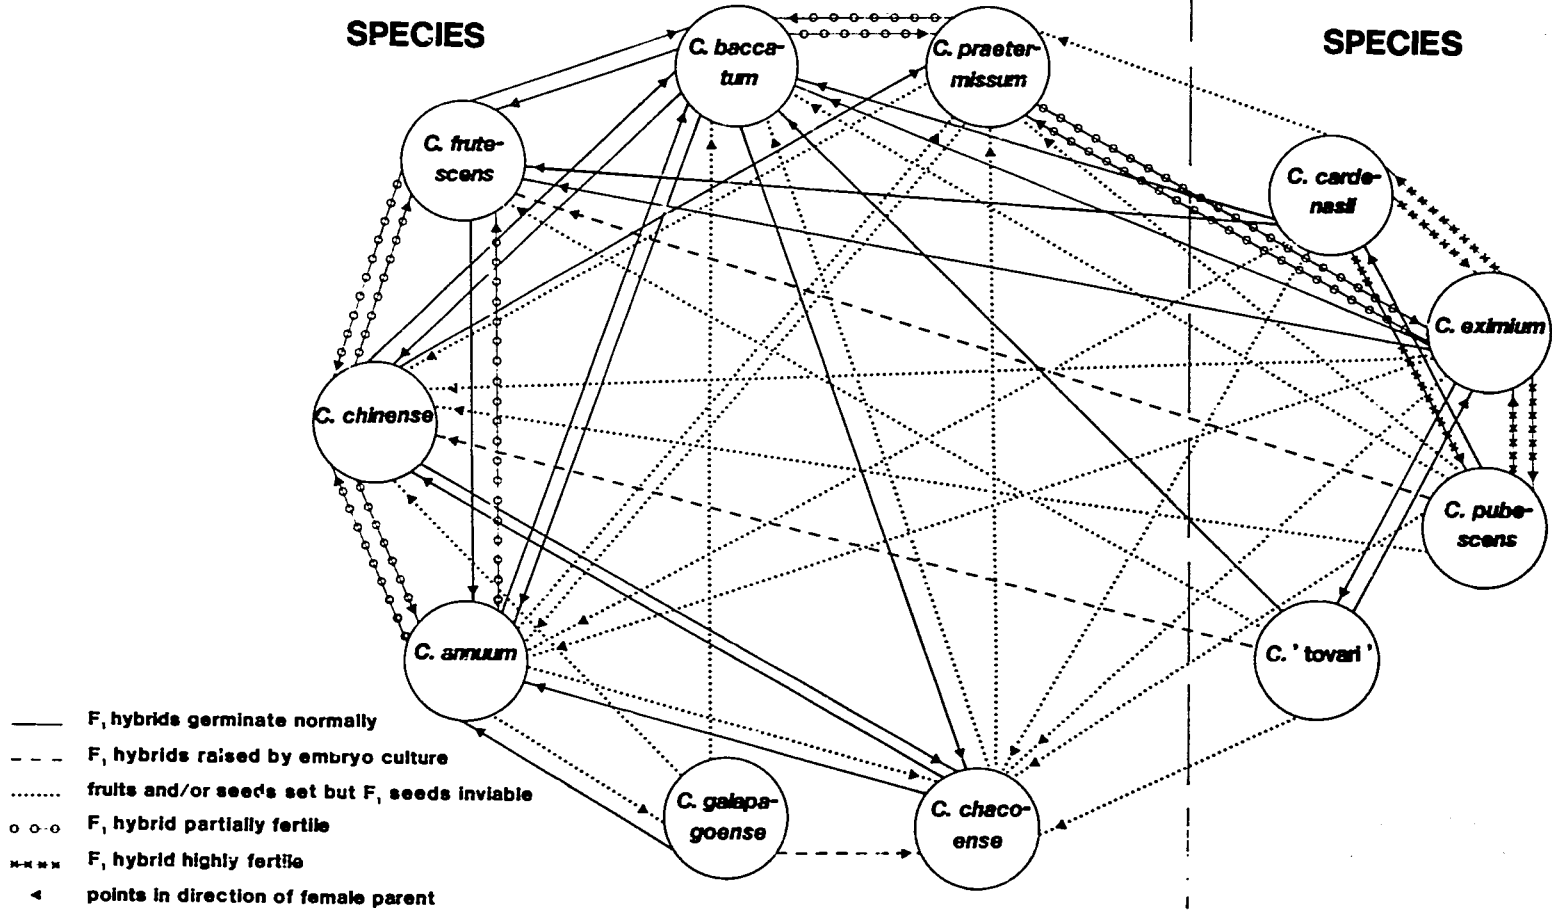 SPECIES
SPECIES
C. bacca-
tum
C. praeter-
missum
C. frute-
scens
C. carde-
nasii
C. eximium
C. chinense
C. pube-
scens
C. annuum
C. ' tovari '
C. galapa-
goense
C. chaco-
ense
F₁ hybrids germinate normally
F₁ hybrids raised by embryo culture
fruits and/or seeds set but F₁ seeds inviable
F₁ hybrid partially fertile
F₁ hybrid highly fertile
points in direction of female parent